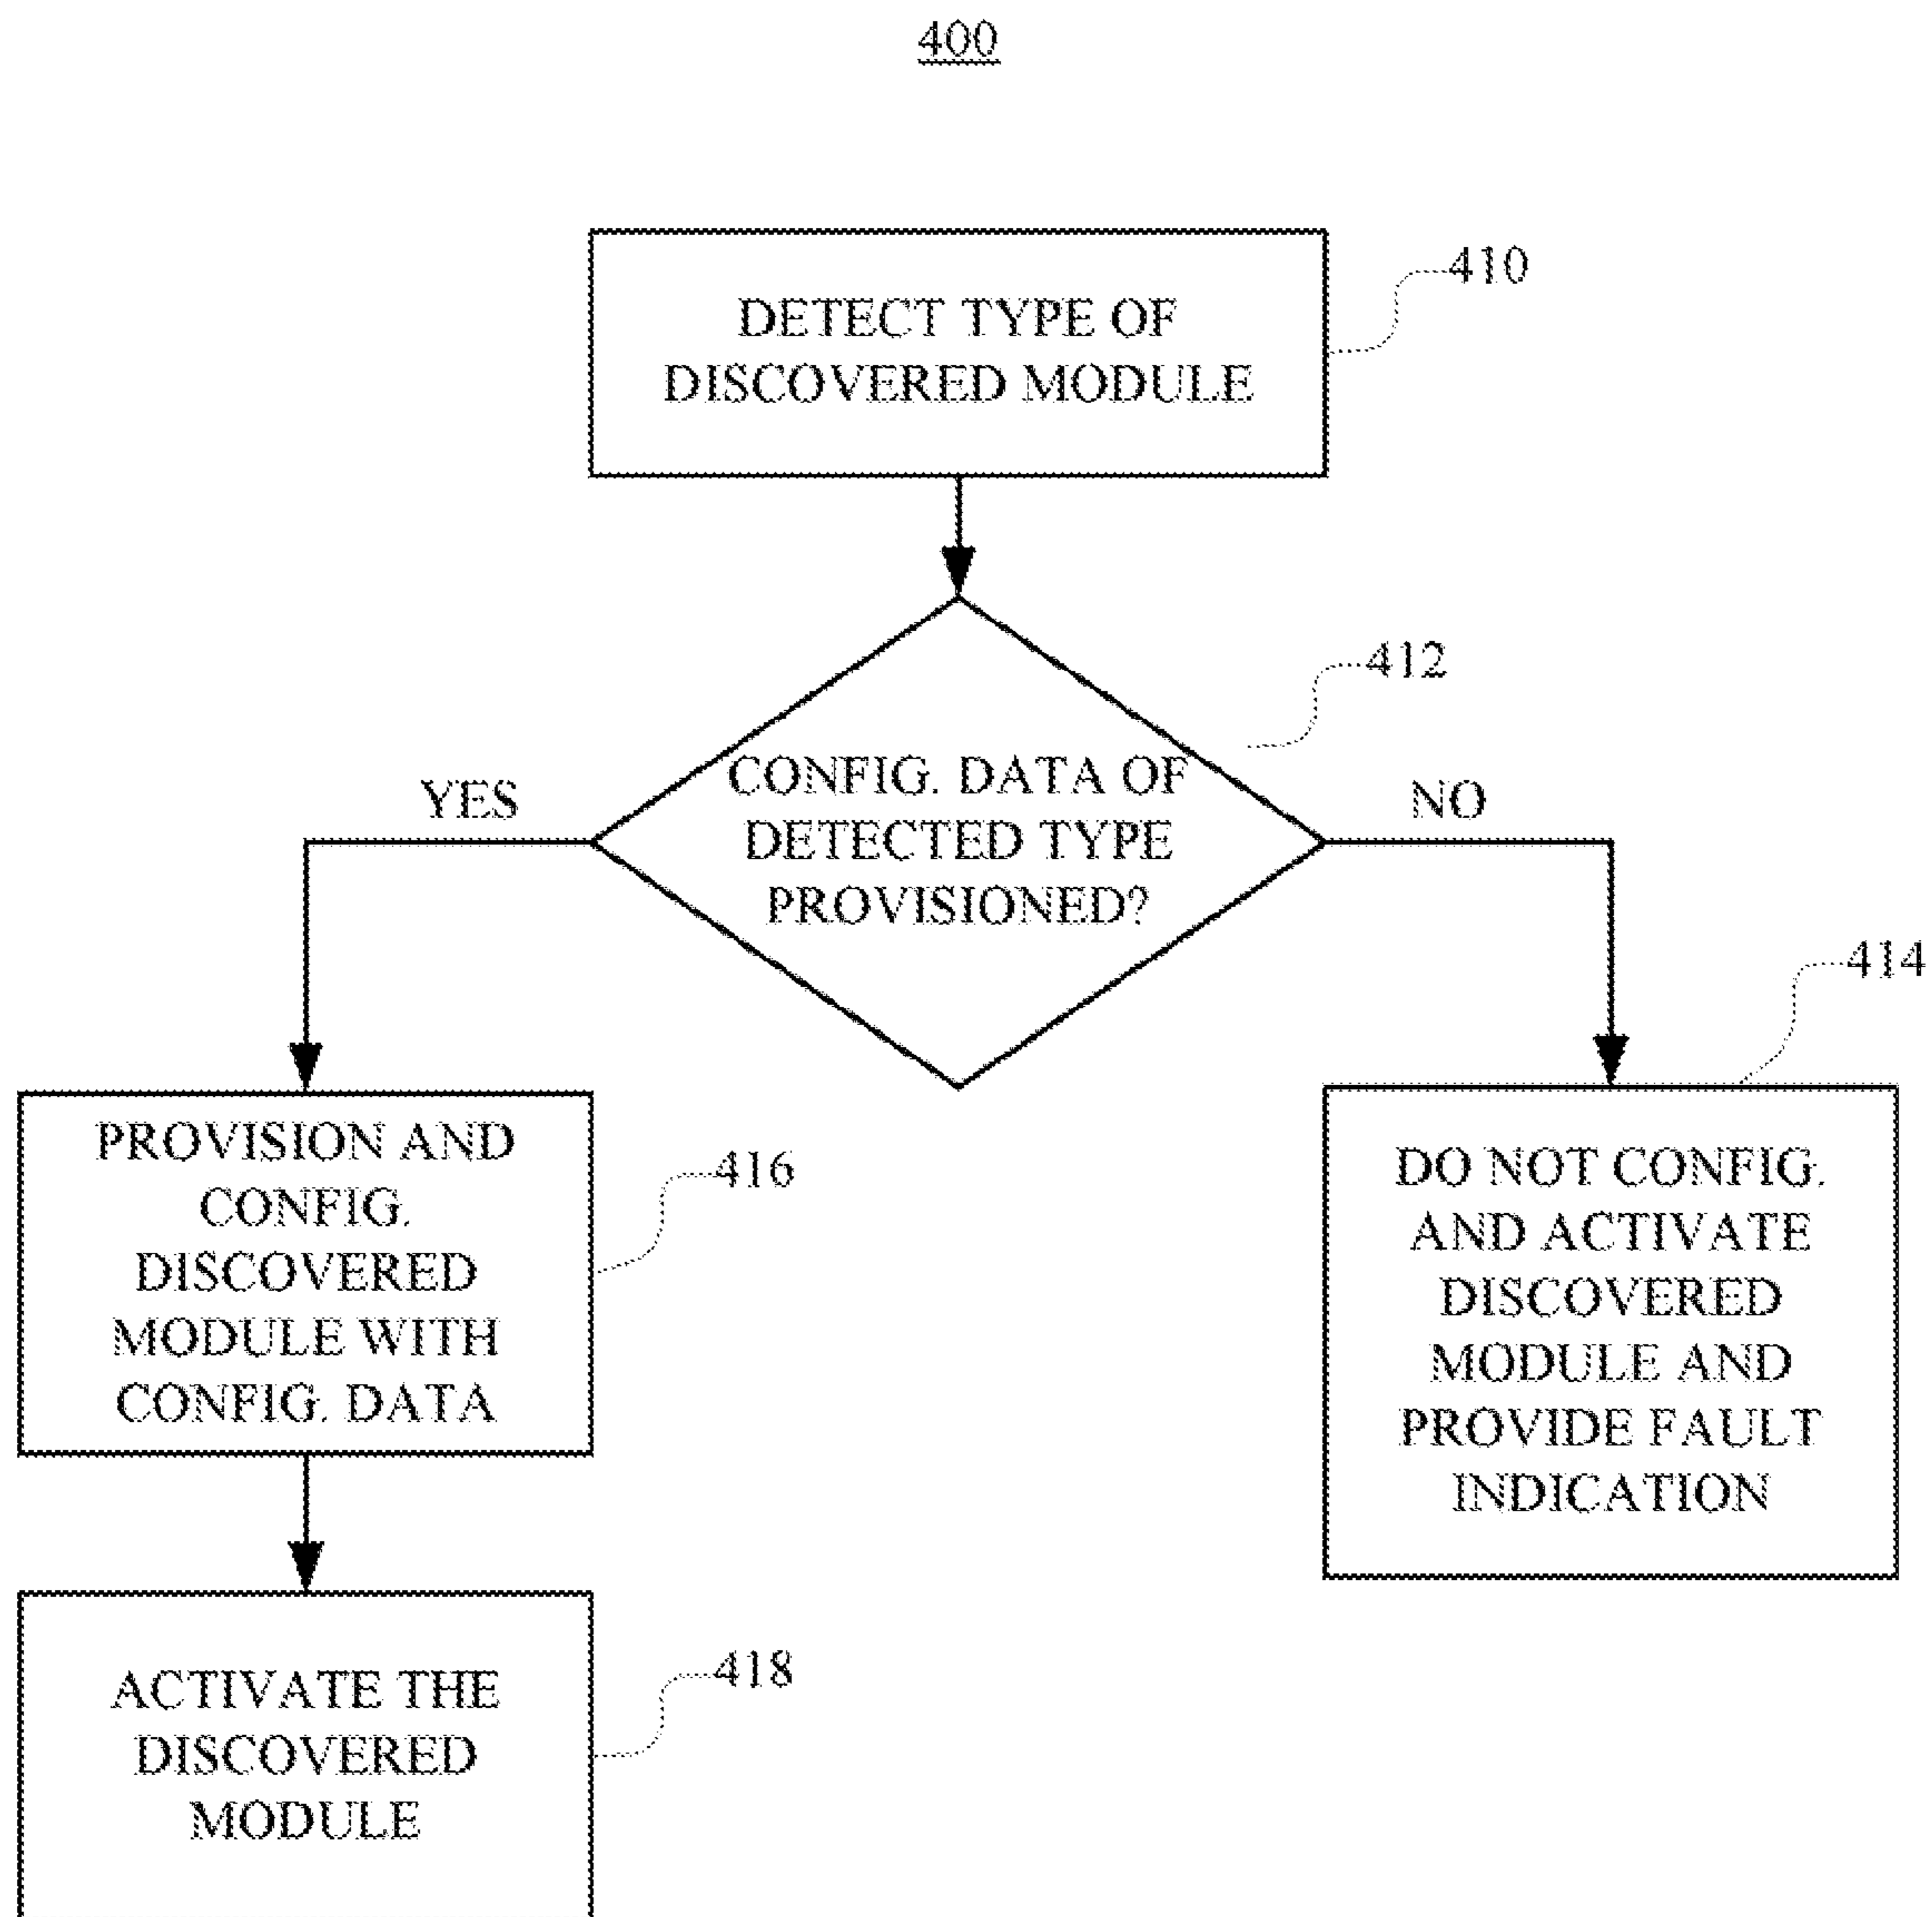 400
DETECT TYPE OF
DISCOVERED MODULE
410
CONFIG. DATA OF
DETECTED TYPE
PROVISIONED?
412
YES
NO
PROVISION AND
CONFIG.
DISCOVERED
MODULE WITH
CONFIG. DATA
416
DO NOT CONFIG.
AND ACTIVATE
DISCOVERED
MODULE AND
PROVIDE FAULT
INDICATION
414
ACTIVATE THE
DISCOVERED
MODULE
418